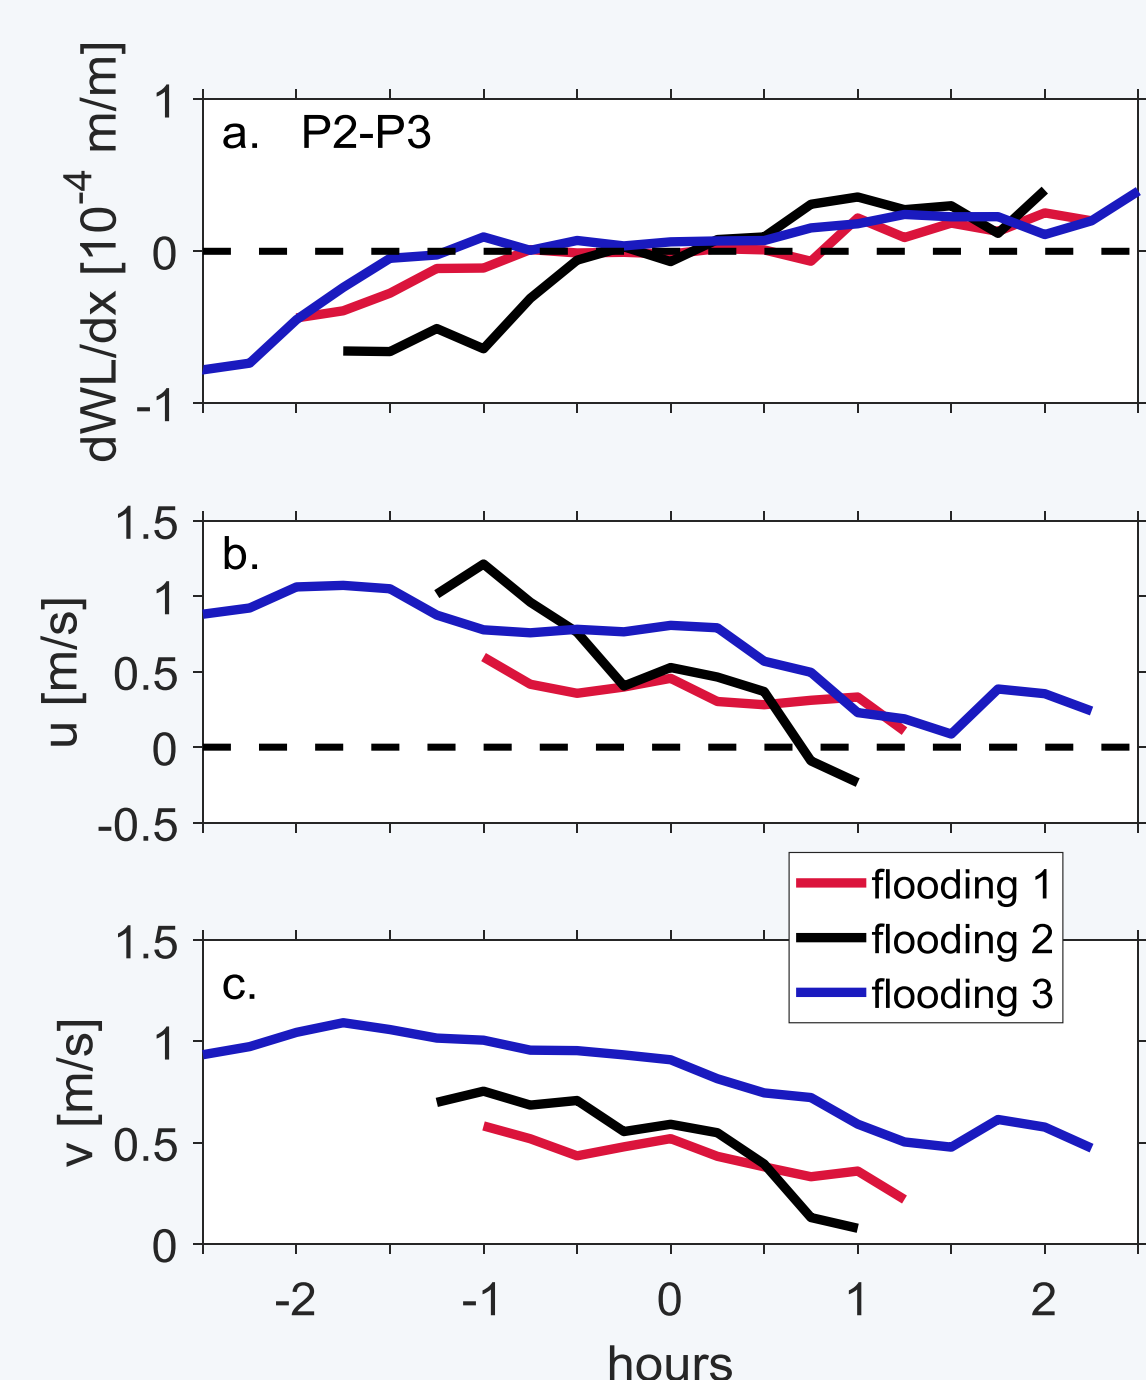 dWL/dx [10-4 m/m]
1
0
-1
a. P2-P3
u [m/s]
1.5
1
0.5
0
-0.5
b.
flooding 1
flooding 2
flooding 3
v [m/s]
1.5
1
0.5
0
c.
-2 -1 0 1 2
hours